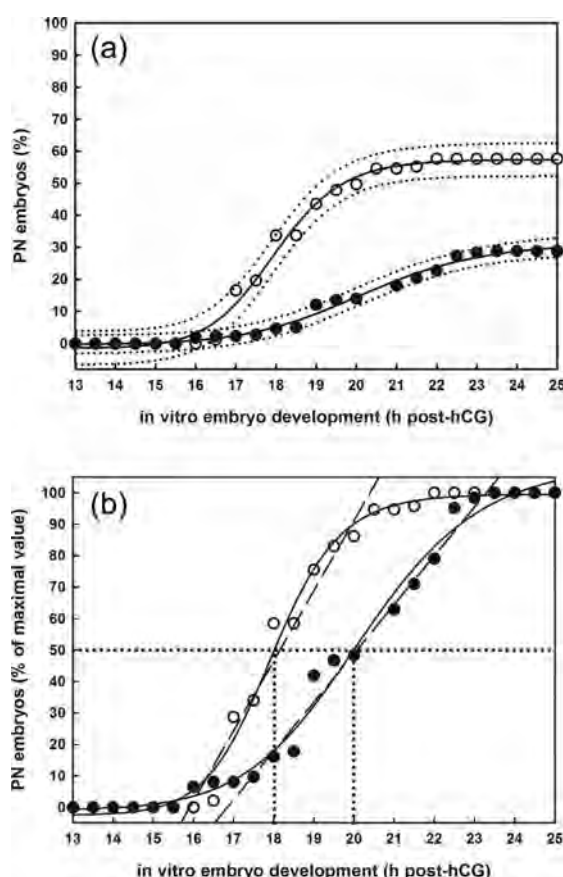 (a)
PN embryos (%)
100
90
80
70
60
50
40
30
20
10
0
13 14 15 16 17 18 19 20 21 22 23 24 25
in vitro embryo development (h post-hCG)
(b)
PN embryos (% of maximal value)
100
90
80
70
60
50
40
30
20
10
0
13 14 15 16 17 18 19 20 21 22 23 24 25
in vitro embryo development (h post-hCG)